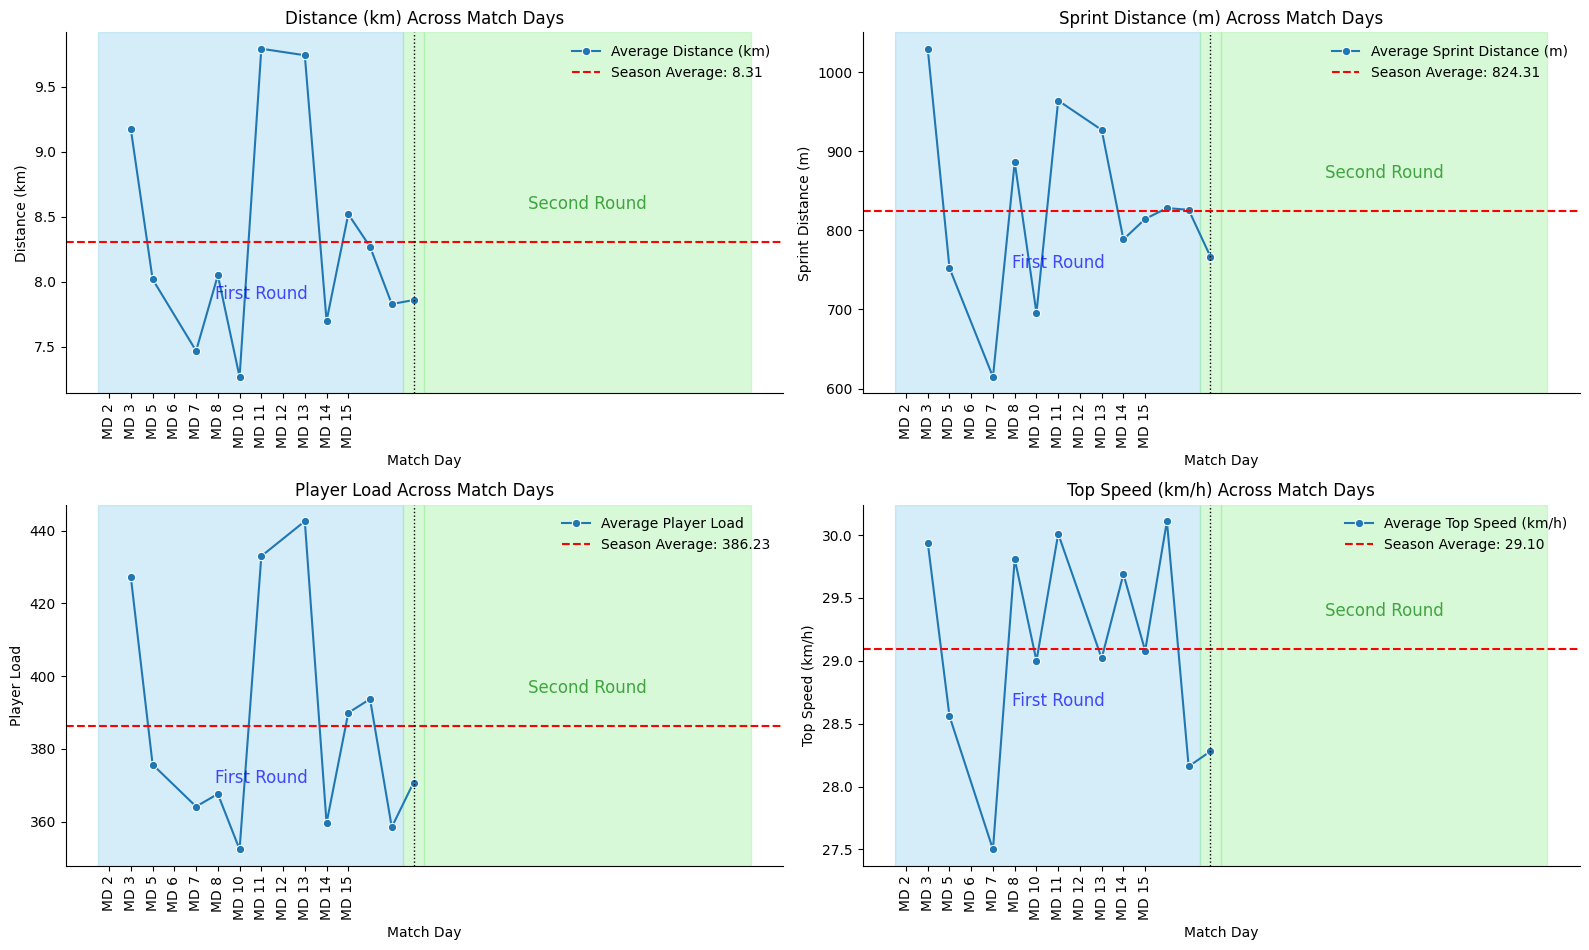 Distance (km) Across Match Days
Average Distance (km)
Season Average: 8.31
Distance (km)
9.5
9.0
8.5
8.0
7.5
Second Round
First Round
MD 2
MD 3
MD 5
MD 6
MD 7
MD 8
MD 10
MD 11
MD 12
MD 13
MD 14
MD 15
Match Day
Sprint Distance (m) Across Match Days
Average Sprint Distance (m)
Season Average: 824.31
Sprint Distance (m)
1000
900
800
700
600
Second Round
First Round
MD 2
MD 3
MD 5
MD 6
MD 7
MD 8
MD 10
MD 11
MD 12
MD 13
MD 14
MD 15
Match Day
Player Load Across Match Days
Average Player Load
Season Average: 386.23
Player Load
440
420
400
380
360
Second Round
First Round
MD 2
MD 3
MD 5
MD 6
MD 7
MD 8
MD 10
MD 11
MD 12
MD 13
MD 14
MD 15
Match Day
Top Speed (km/h) Across Match Days
Average Top Speed (km/h)
Season Average: 29.10
Top Speed (km/h)
30.0
29.5
29.0
28.5
28.0
27.5
Second Round
First Round
MD 2
MD 3
MD 5
MD 6
MD 7
MD 8
MD 10
MD 11
MD 12
MD 13
MD 14
MD 15
Match Day